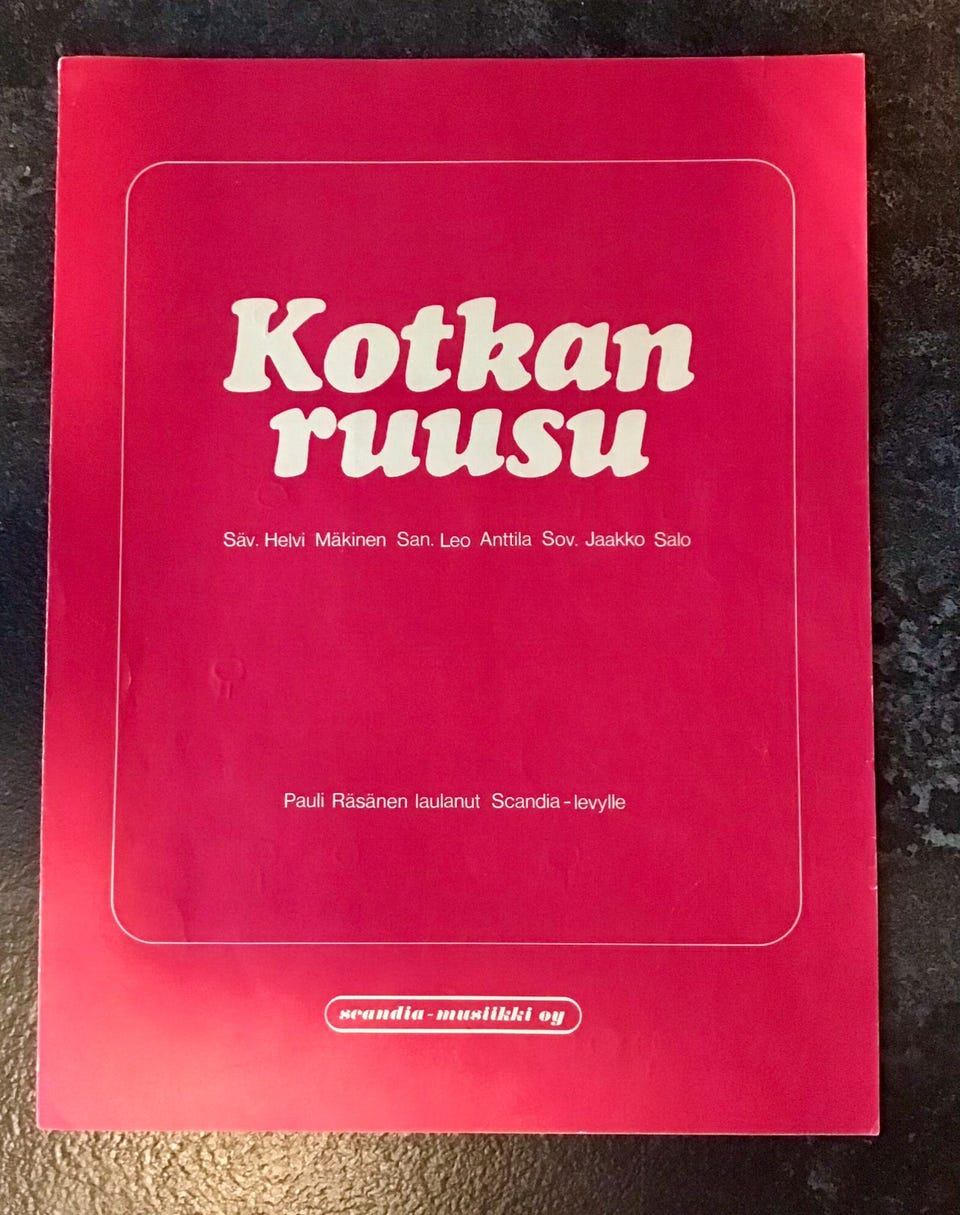 Kotkan
ruusu
Säv. Helvi Mäkinen San. Leo Anttila Sov. Jaakko Salo
Pauli Räsänen laulanut Scandia-levylle
scandia-musiikki oy